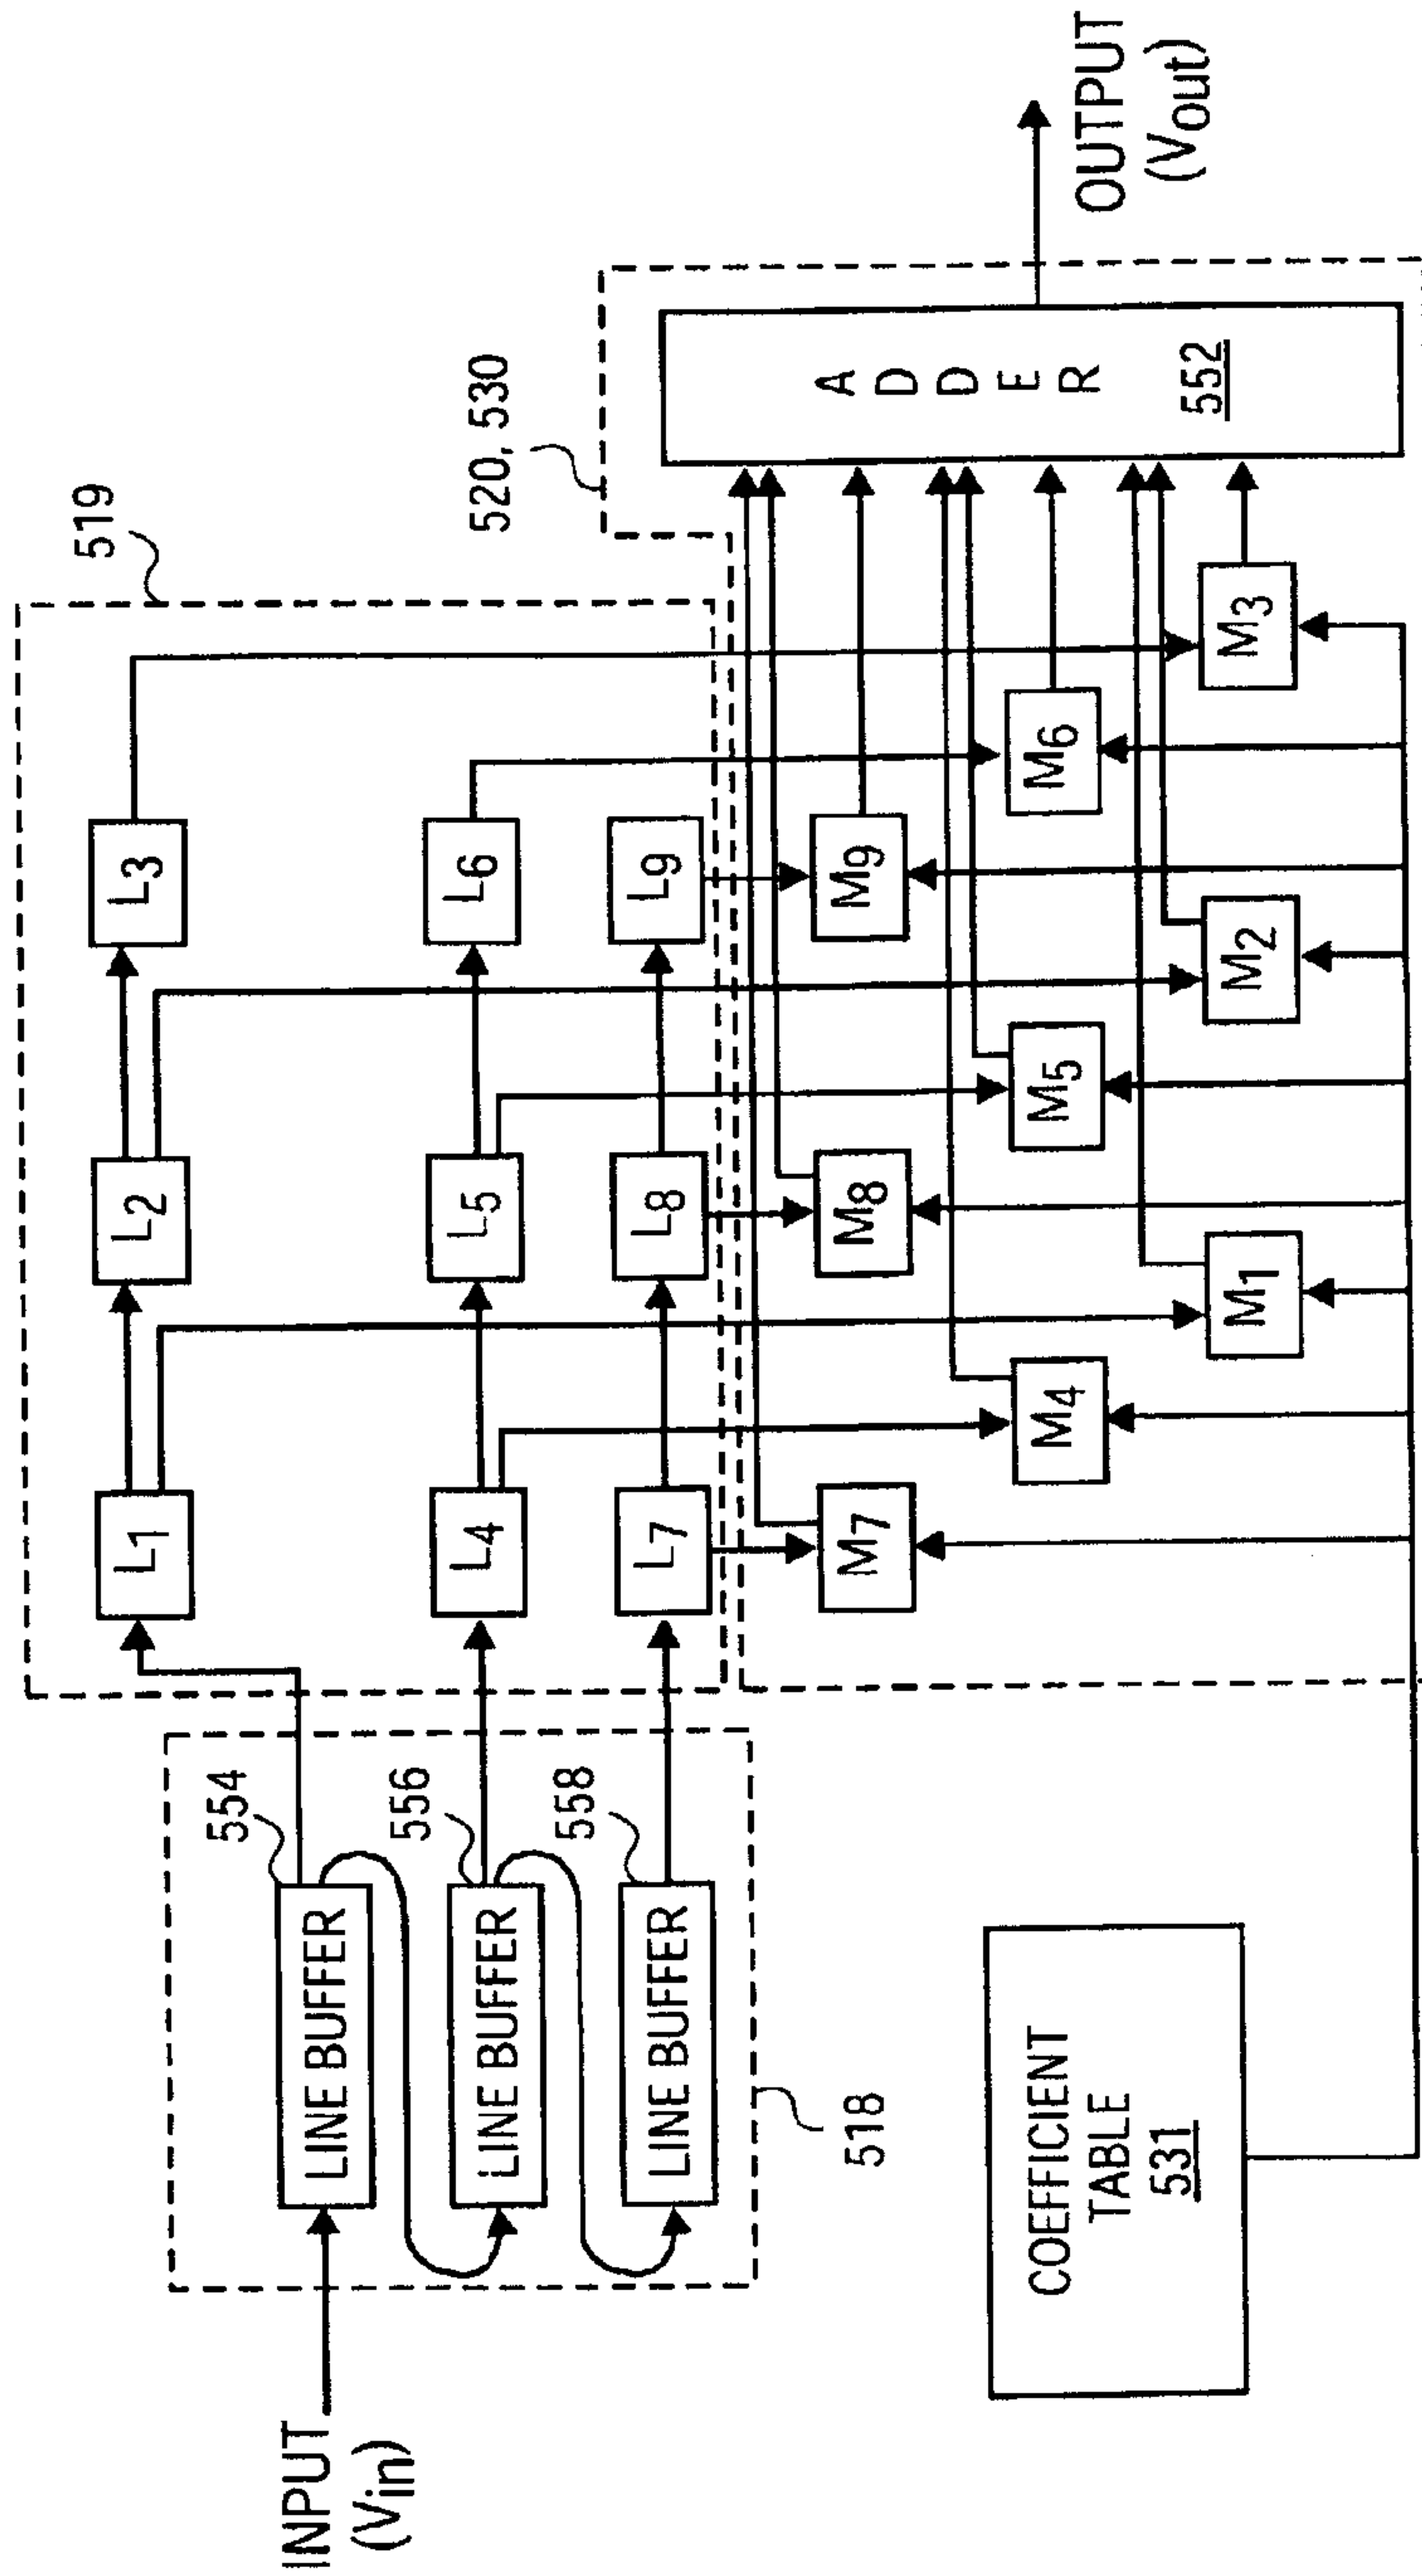 519
520, 530
L1
L2
L3
L4
L5
L6
L7
L8
L9
554
LINE BUFFER
556
LINE BUFFER
558
LINE BUFFER
518
INPUT
(Vin)
M7
M8
M9
M4
M5
M6
M1
M2
M3
ADDER
552
OUTPUT
(Vout)
COEFFICIENT
TABLE
531